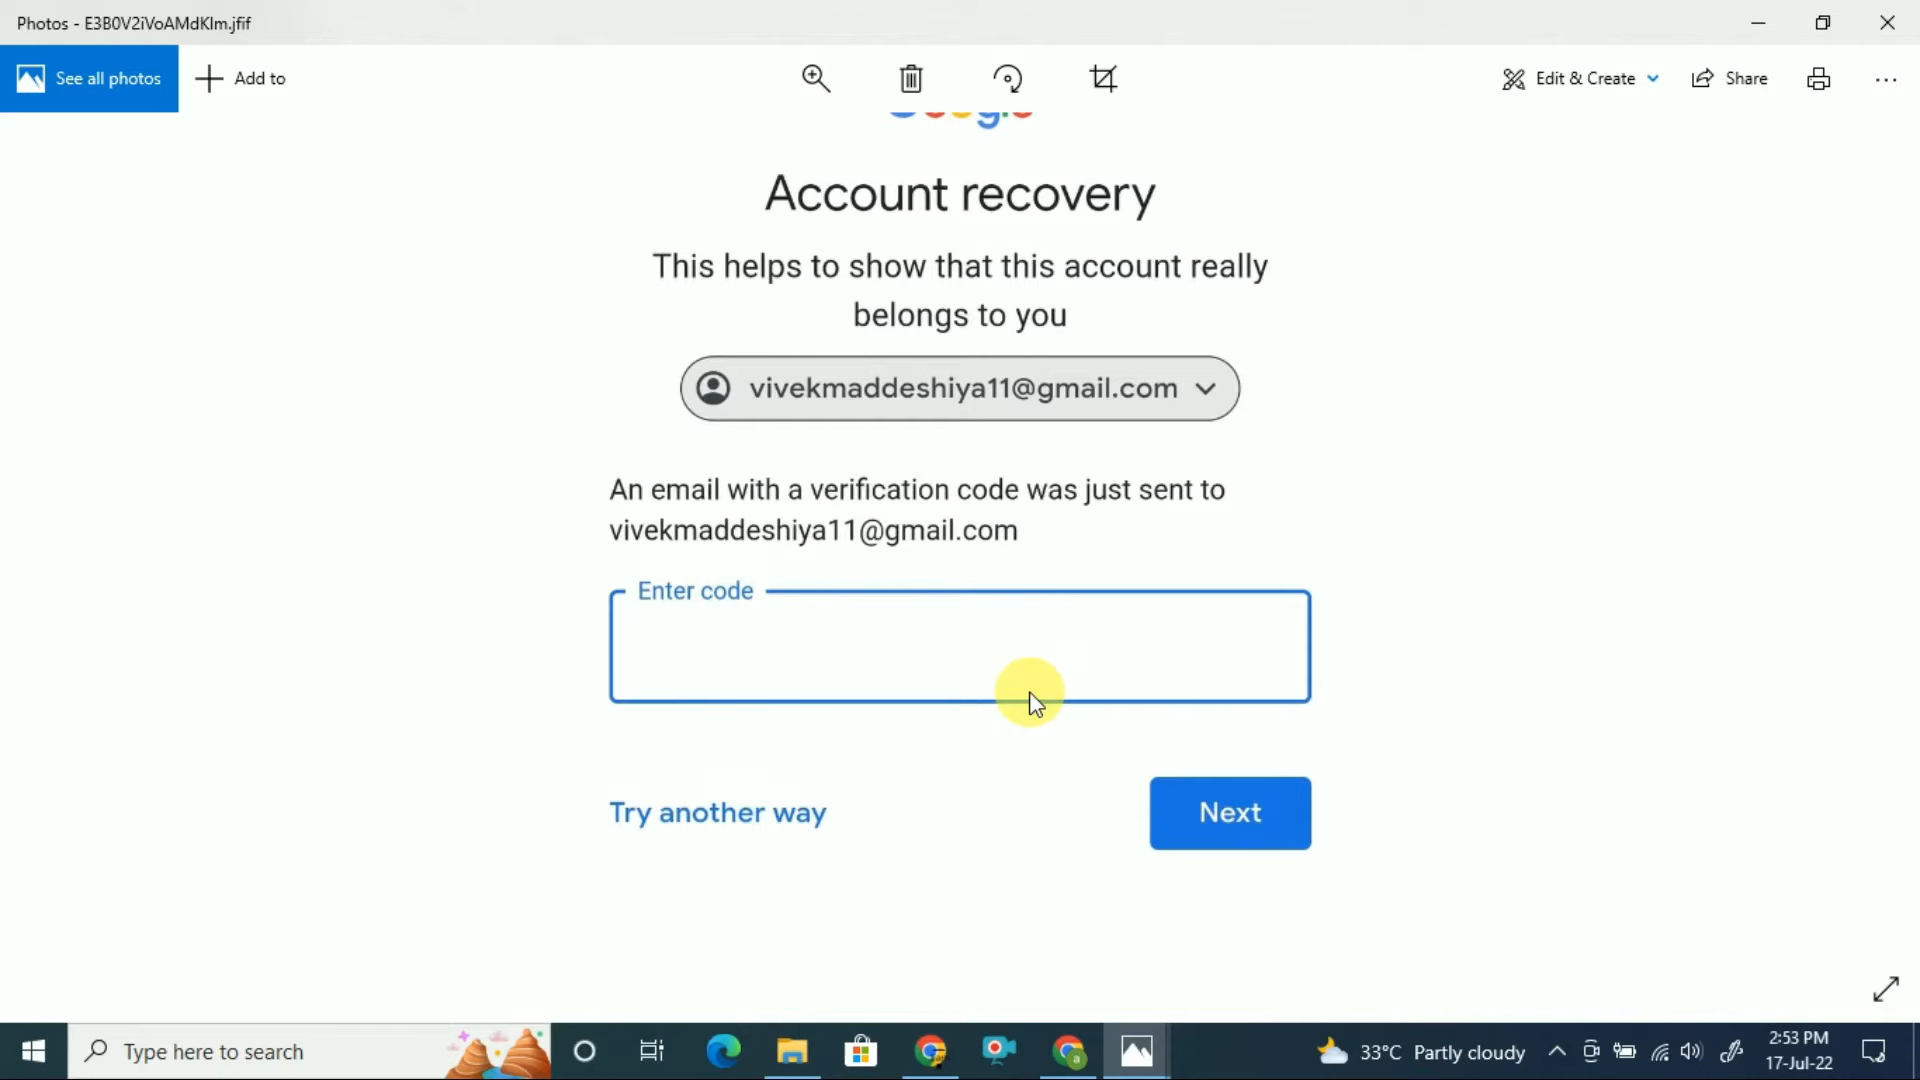 Photos - E3B0V2iVoAMdKlm.jfif
See all photos
Add to
Edit & Create
Share
Account recovery
This helps to show that this account really
belongs to you
vivekmaddeshiya11@gmail.com
An email with a verification code was just sent to
vivekmaddeshiya11@gmail.com
Enter code
Try another way
Next
Type here to search
33°C Partly cloudy
2:53 PM
17-Jul-22